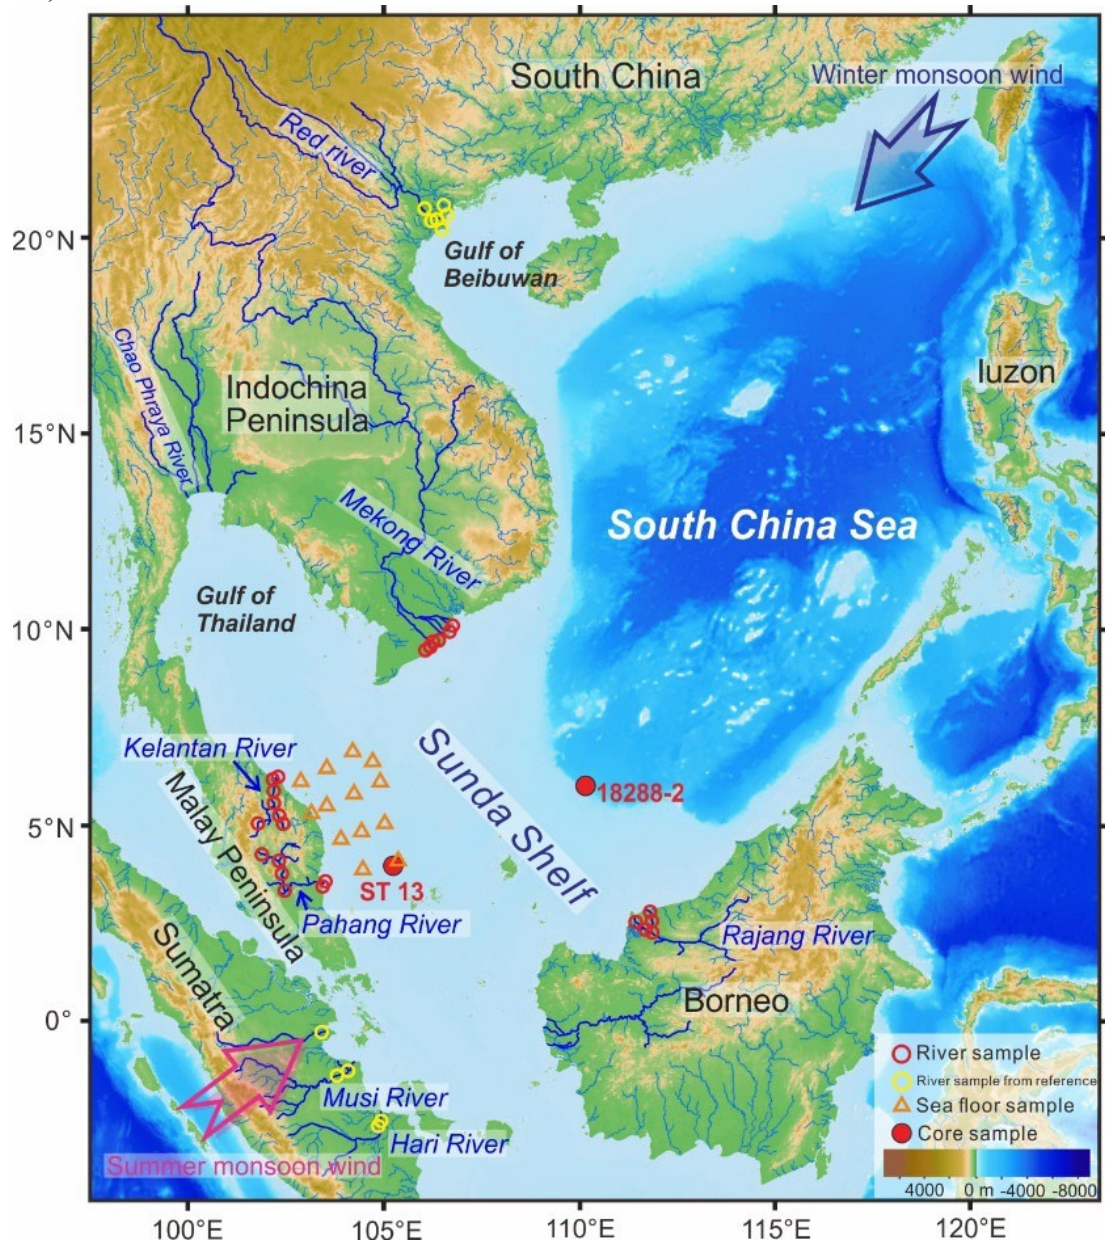 South China
Winter monsoon wind
Red river
20°N
Gulf of
Beibuwan
Chao Phraya River
Indochina
Peninsula
luzon
15°N
Mekong River
South China Sea
Gulf of
Thailand
10°N
Kelantan River
Sunda Shelf
18288-2
Malay Peninsula
5°N
ST 13
Pahang River
Rajang River
Sumatra
Borneo
0°
River sample
River sample from reference
Musi River
Sea floor sample
Hari River
Core sample
Summer monsoon wind
4000 0 m -4000 -8000
100°E 105°E 110°E 115°E 120°E